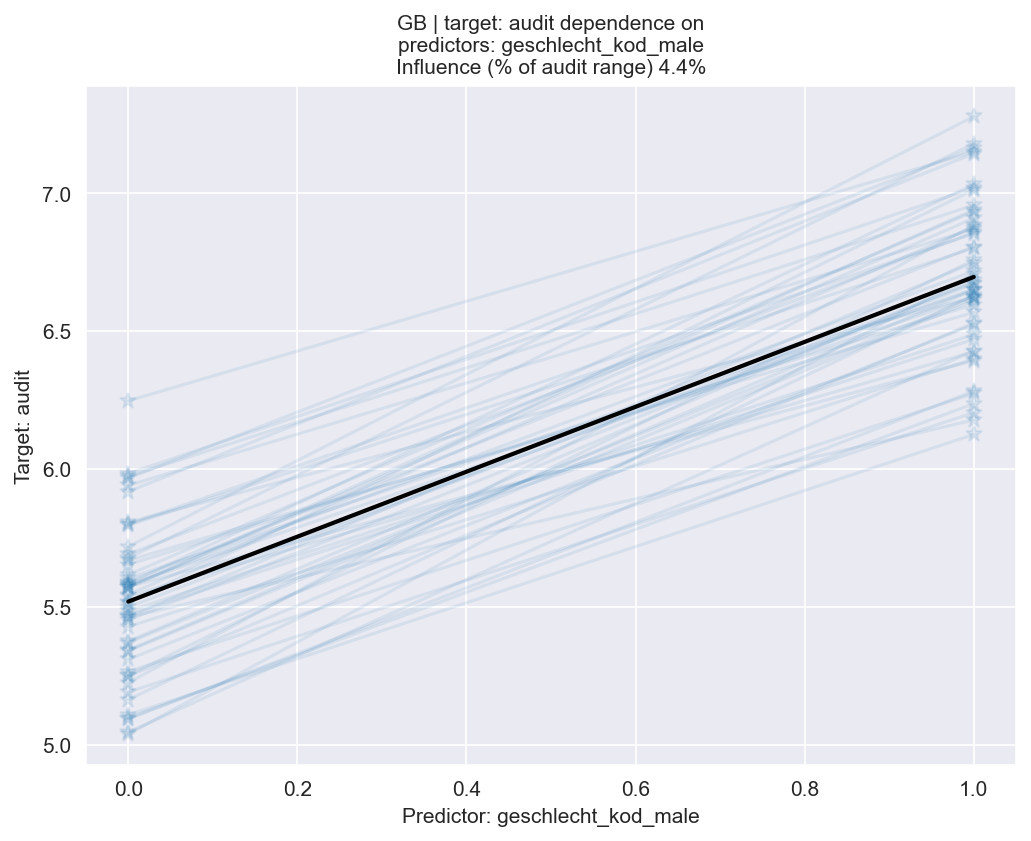 GB | target: audit dependence on
predictors: geschlecht_kod_male
Influence (% of audit range) 4.4%
Target: audit
7.0
6.5
6.0
5.5
5.0
0.0 0.2 0.4 0.6 0.8 1.0
Predictor: geschlecht_kod_male